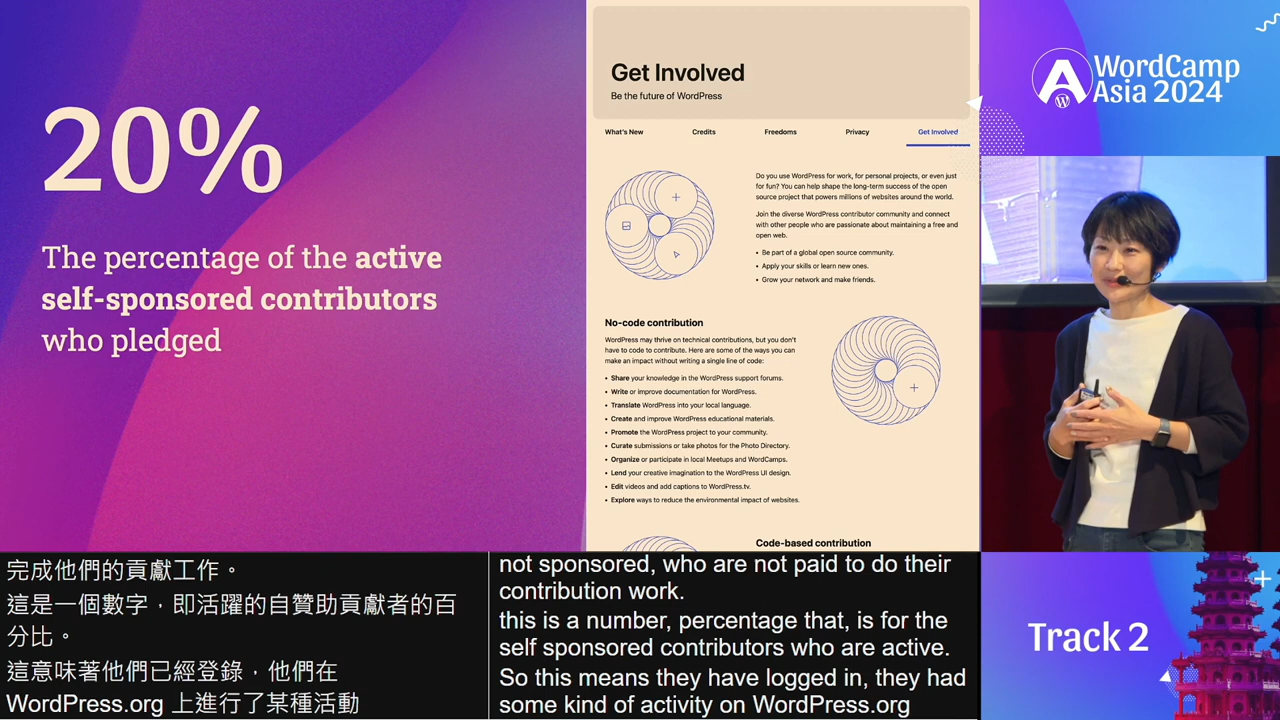 20%
The percentage of the active
self-sponsored contributors
who pledged
Get Involved
Be the future of WordPress
What's New
Credits
Freedoms
Privacy
Get Involved
Do you use WordPress for work, for personal projects, or even just
for fun? You can help shape the long-term success of the open
source project that powers millions of websites around the world.
Join the diverse WordPress contributor community and connect
with other people who are passionate about maintaining a free and
open web.
• Be part of a global open source community.
• Apply your skills or learn new ones.
• Grow your network and make friends.
No-code contribution
WordPress may thrive on technical contributions, but you don't
have to code to contribute. Here are some of the ways you can
make an impact without writing a single line of code:
• Share your knowledge in the WordPress support forums.
• Write or improve documentation for WordPress.
• Translate WordPress into your local language.
• Create and improve WordPress educational materials.
• Promote the WordPress project to your community.
• Curate submissions or take photos for the Photo Directory.
• Organize or participate in local Meetups and WordCamps.
• Lend your creative imagination to the WordPress UI design.
• Edit videos and add captions to WordPress.tv.
• Explore ways to reduce the environmental impact of websites.
Code-based contribution
WordCamp
Asia 2024
Track 2
完成他們的貢獻工作。
這是一個數字，即活躍的自贊助貢獻者的百
分比。
這意味著他們已經登錄，他們在
WordPress.org 上進行了某種活動
not sponsored, who are not paid to do their
contribution work.
this is a number, percentage that, is for the
self sponsored contributors who are active.
So this means they have logged in, they had
some kind of activity on WordPress.org